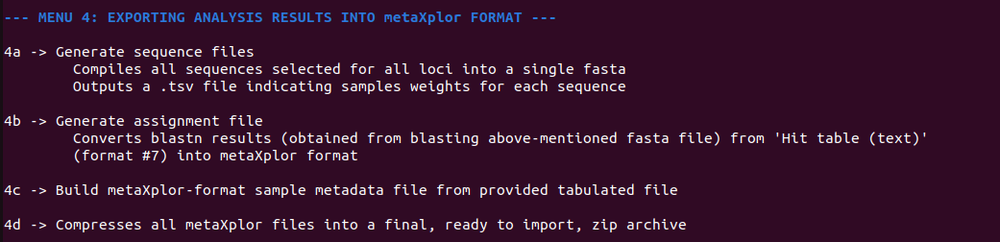 --- MENU 4: EXPORTING ANALYSIS RESULTS INTO metaXplor FORMAT ---
4a -> Generate sequence files
Compiles all sequences selected for all loci into a single fasta
Outputs a .tsv file indicating samples weights for each sequence
4b -> Generate assignment file
Converts blastn results (obtained from blasting above-mentioned fasta file) from 'Hit table (text)'
(format #7) into metaXplor format
4c -> Build metaXplor-format sample metadata file from provided tabulated file
4d -> Compresses all metaXplor files into a final, ready to import, zip archive